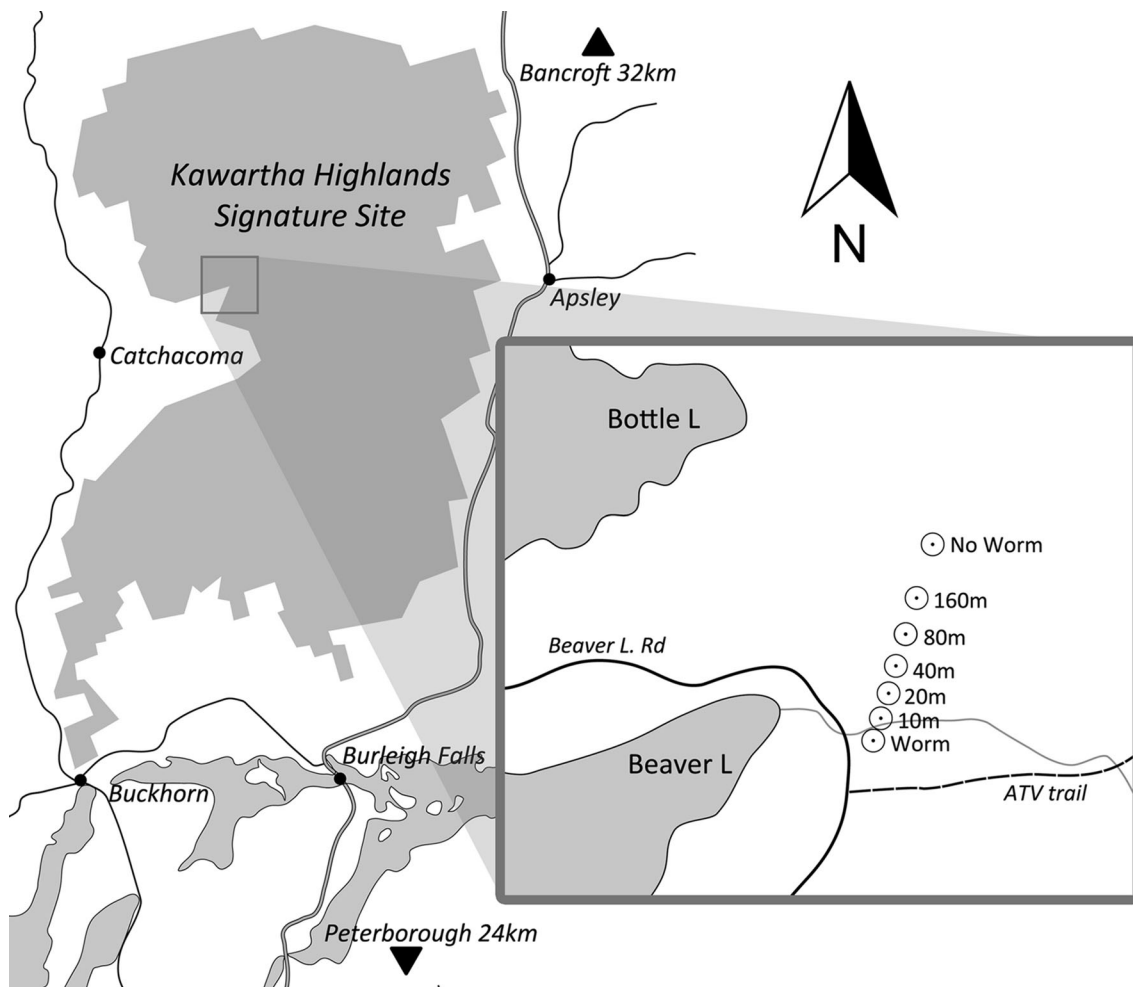 Bancroft 32km
Kawartha Highlands
Signature Site
N
Apsley
Catchacoma
Bottle L
No Worm
160m
80m
Beaver L. Rd
40m
20m
10m
Worm
Burleigh Falls
Beaver L
Buckhorn
ATV trail
Peterborough 24km